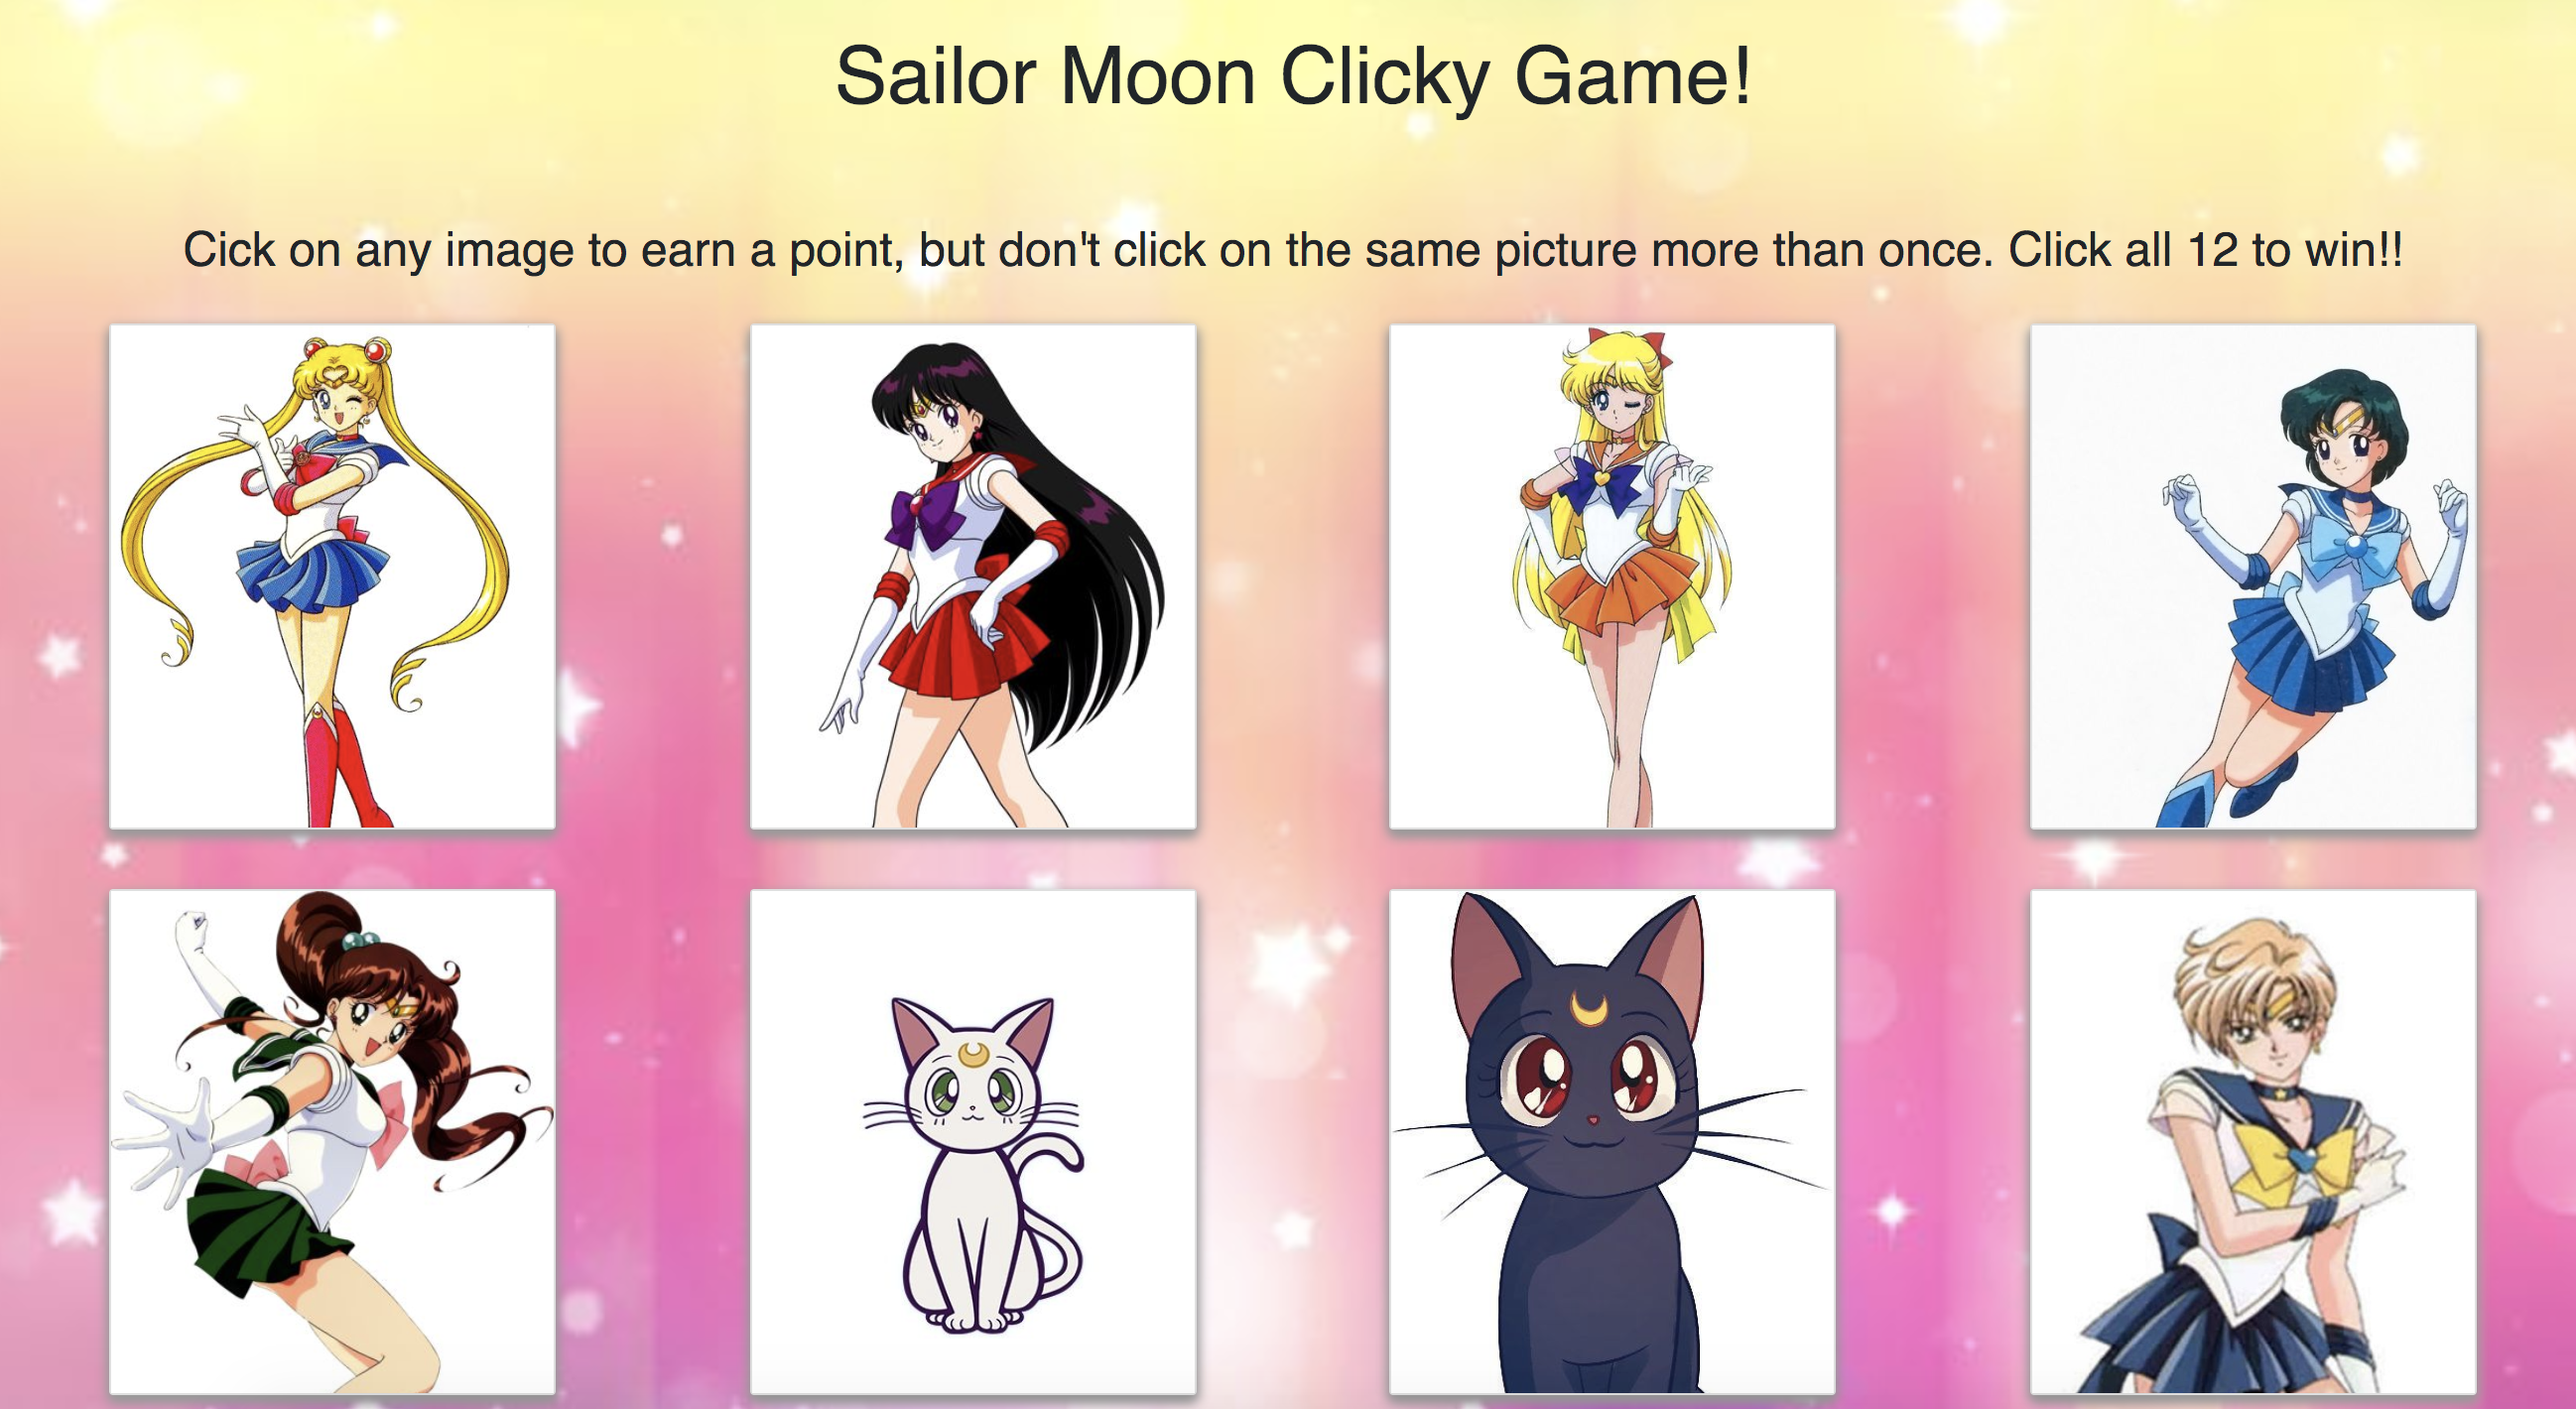 Sailor Moon Clicky Game!
Cick on any image to earn a point, but don't click on the same picture more than once. Click all 12 to win!!